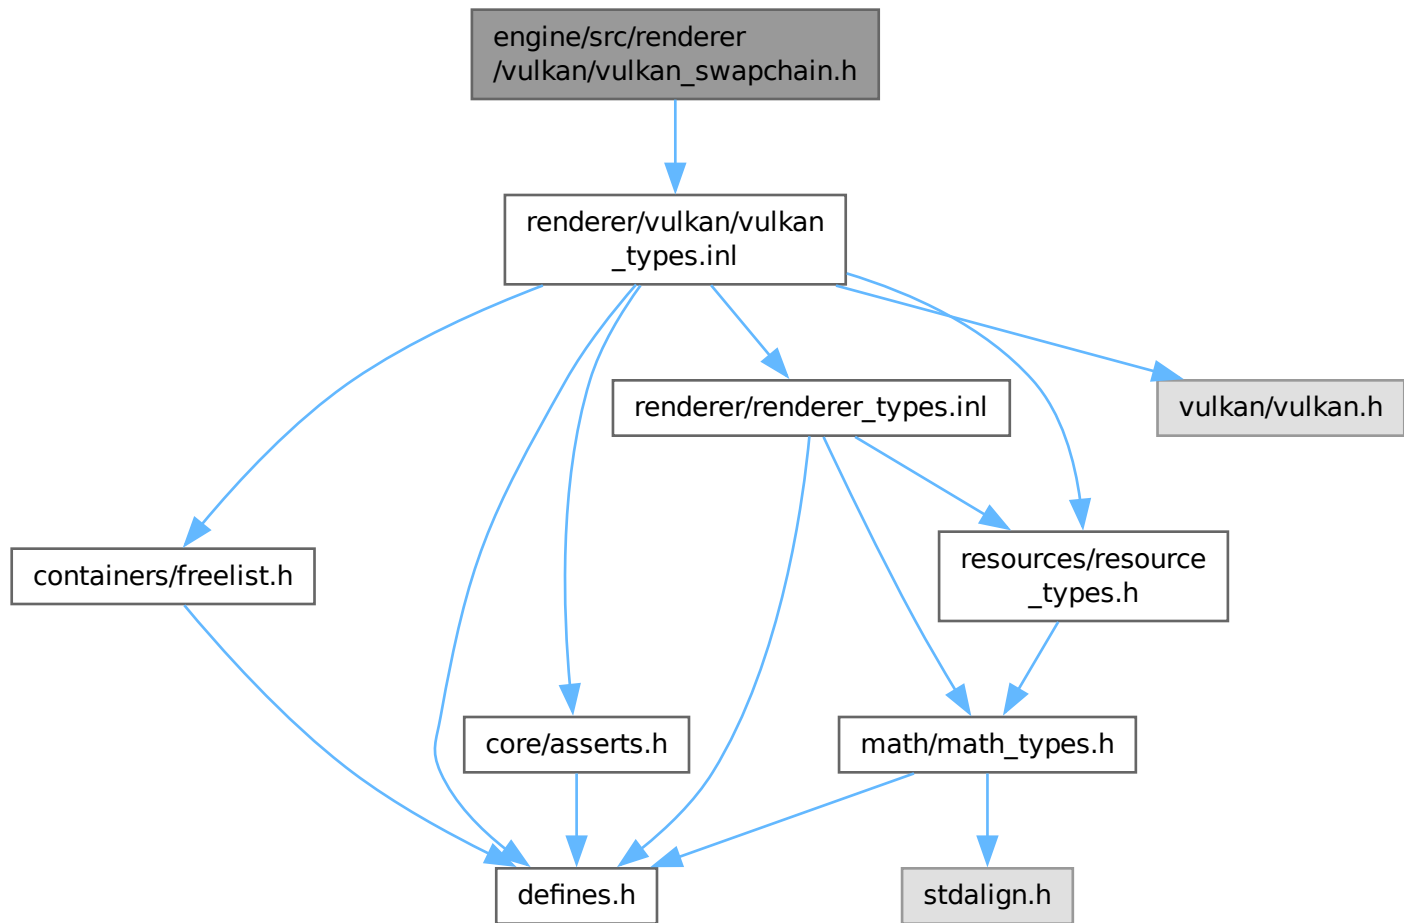 engine/src/renderer
/vulkan/vulkan_swapchain.h
renderer/vulkan/vulkan
_types.inl
renderer/renderer_types.inl
vulkan/vulkan.h
containers/freelist.h
resources/resource
_types.h
core/asserts.h
math/math_types.h
defines.h
stdalign.h